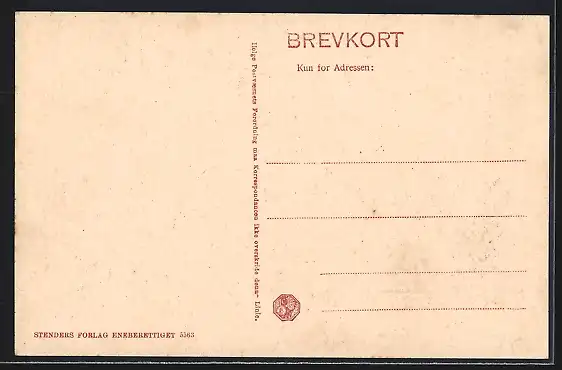 BREVKORT
Kun for Adressen:
Ifølge Postvæsenets Forordning maa Korrespondancen ikke overskride denne Linie.
STENDERS FORLAG ENEBERETTIGET 5563